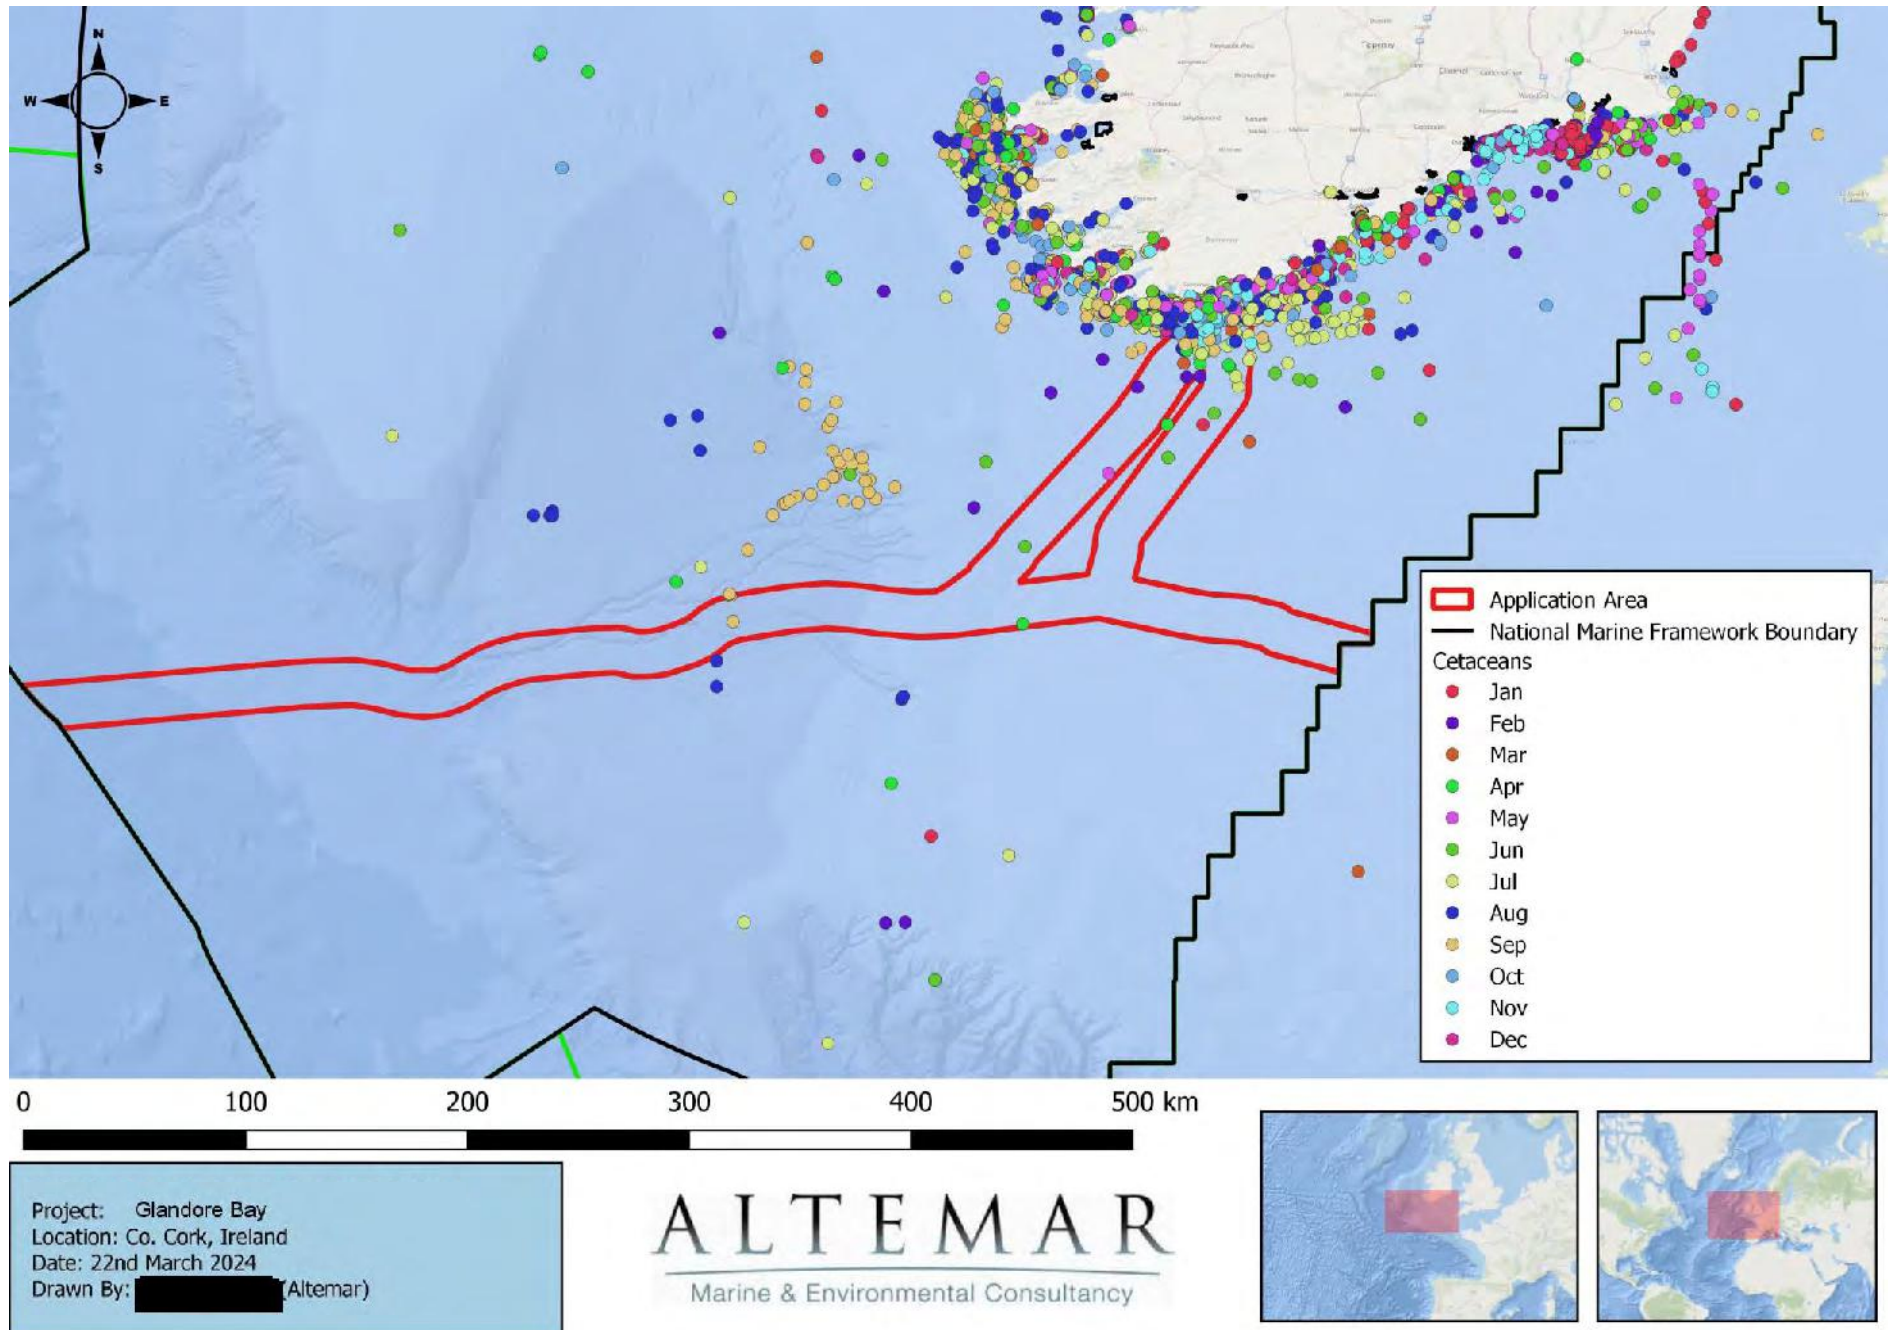 N
W
E
S
Application Area
National Marine Framework Boundary
Cetaceans
Jan
Feb
Mar
Apr
May
Jun
Jul
Aug
Sep
Oct
Nov
Dec
0 100 200 300 400 500 km
Project: Glandore Bay
Location: Co. Cork, Ireland
Date: 22nd March 2024
Drawn By: (Altemar)
ALTEMAR
Marine & Environmental Consultancy